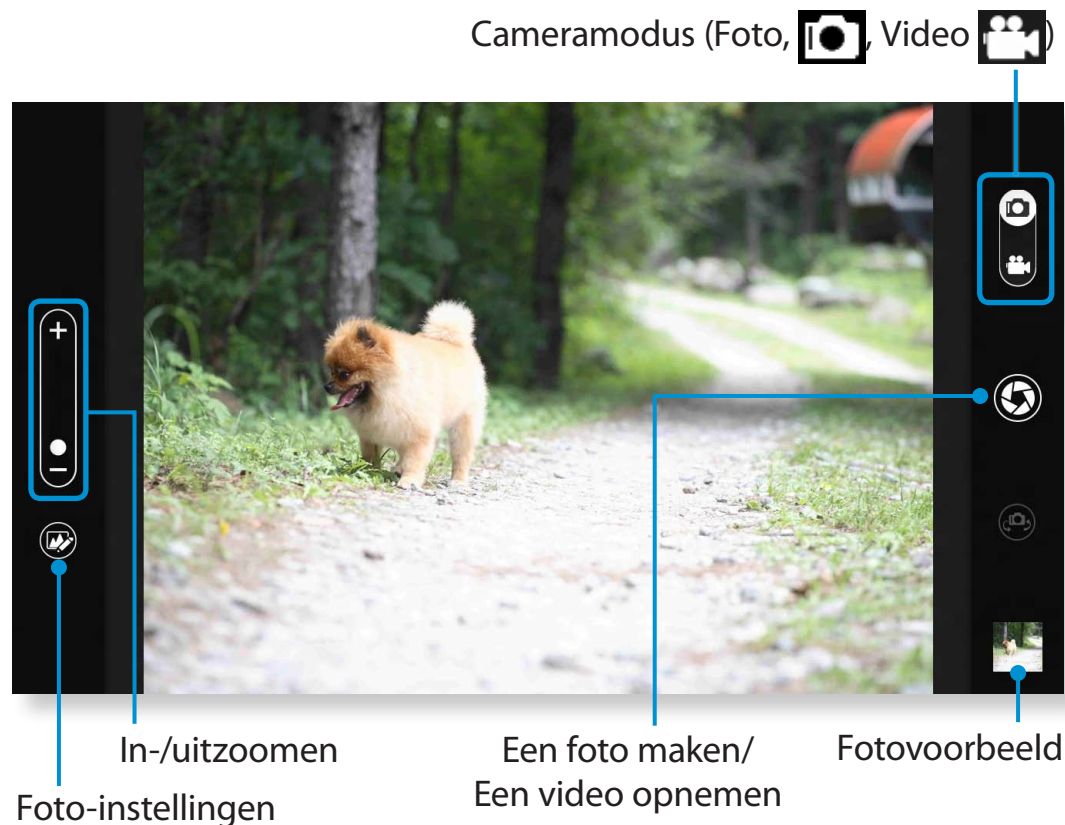 Cameramodus (Foto, , Video )
In-/uitzoomen
Een foto maken/
Een video opnemen
Fotovoorbeeld
Foto-instellingen